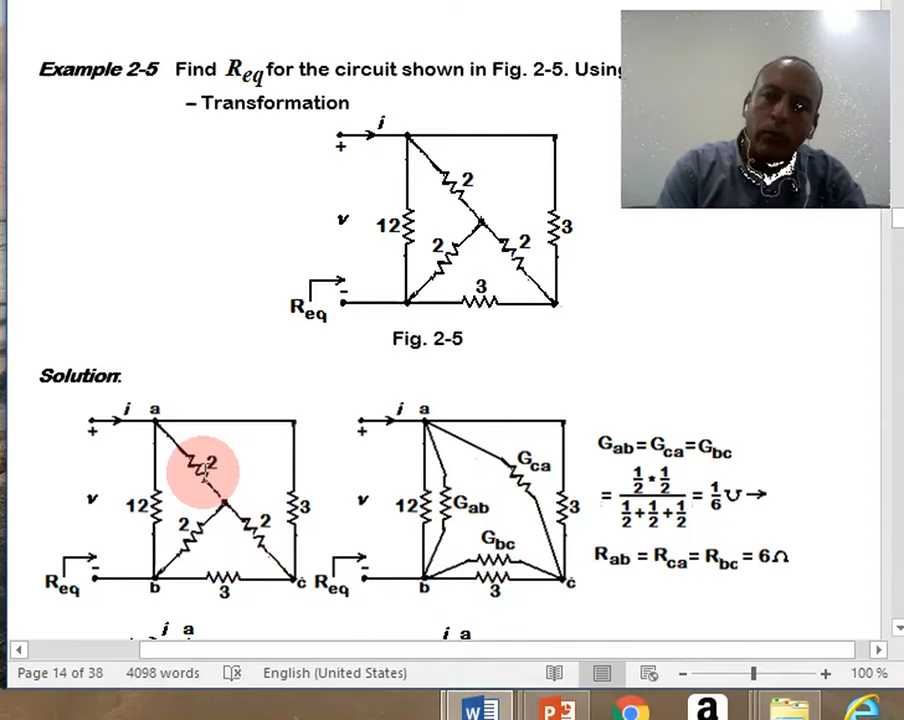 Example 2-5 Find Req for the circuit shown in Fig. 2-5. Using
– Transformation
i
+
2
v
12
3
2
2
3
-
Req
Fig. 2-5
Solution:
i a
+
2
v
12
3
2
2
-
Req
b
3
c
i a
+
Gca
v
12
Gab
3
Gbc
-
Req
b
3
c
Gab=Gca=Gbc
= 1/2 * 1/2 / 1/2 + 1/2 + 1/2 = 1/6 ℧ →
Rab = Rca= Rbc = 6Ω
i a
i a
Page 14 of 38 4098 words English (United States) 100 %
W P a